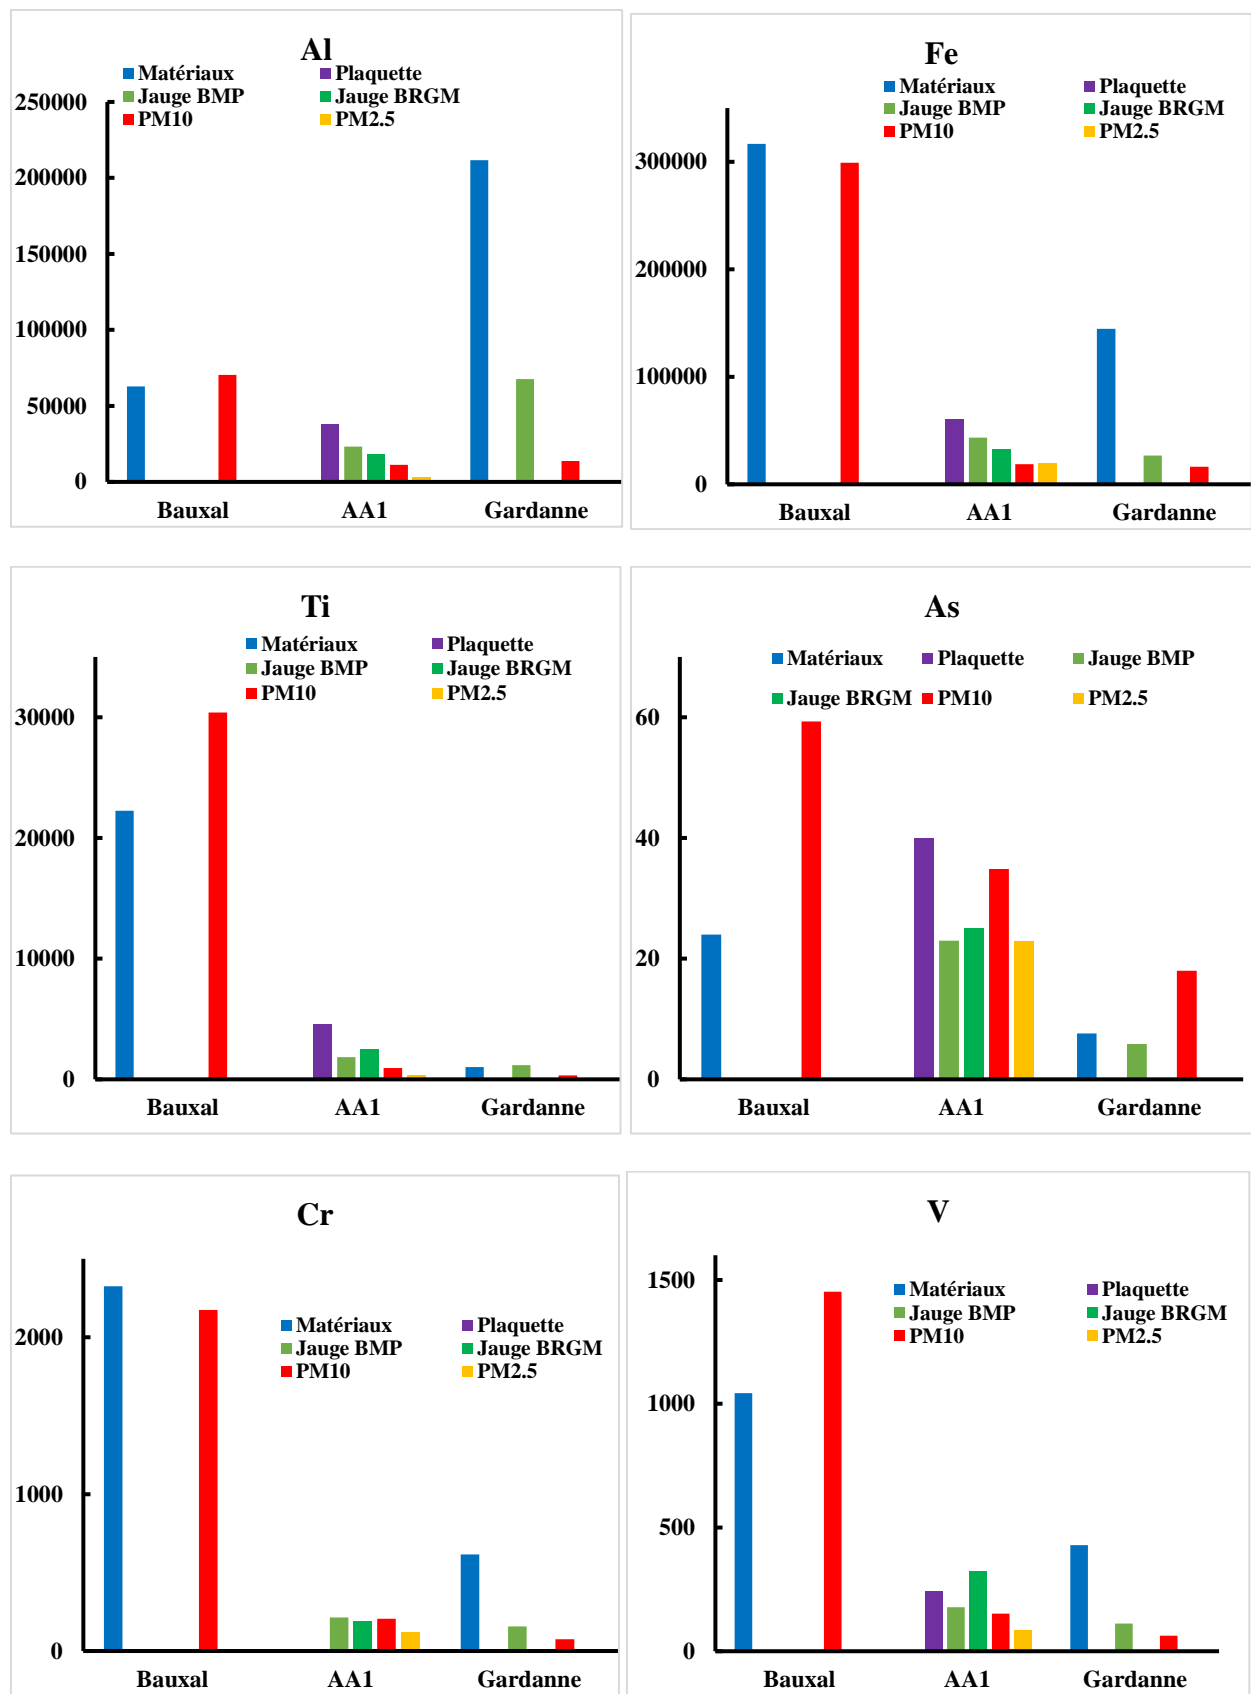 Al
Matériaux Plaquette
Jauge BMP Jauge BRGM
PM10 PM2.5
250000
200000
150000
100000
50000
0
Bauxal AA1 Gardanne
Fe
Matériaux Plaquette
Jauge BMP Jauge BRGM
PM10 PM2.5
300000
200000
100000
0
Bauxal AA1 Gardanne
Ti
Matériaux Plaquette
Jauge BMP Jauge BRGM
PM10 PM2.5
30000
20000
10000
0
Bauxal AA1 Gardanne
As
Matériaux Plaquette Jauge BMP
Jauge BRGM PM10 PM2.5
60
40
20
0
Bauxal AA1 Gardanne
Cr
Matériaux Plaquette
Jauge BMP Jauge BRGM
PM10 PM2.5
2000
1000
0
Bauxal AA1 Gardanne
V
Matériaux Plaquette
Jauge BMP Jauge BRGM
PM10 PM2.5
1500
1000
500
0
Bauxal AA1 Gardanne